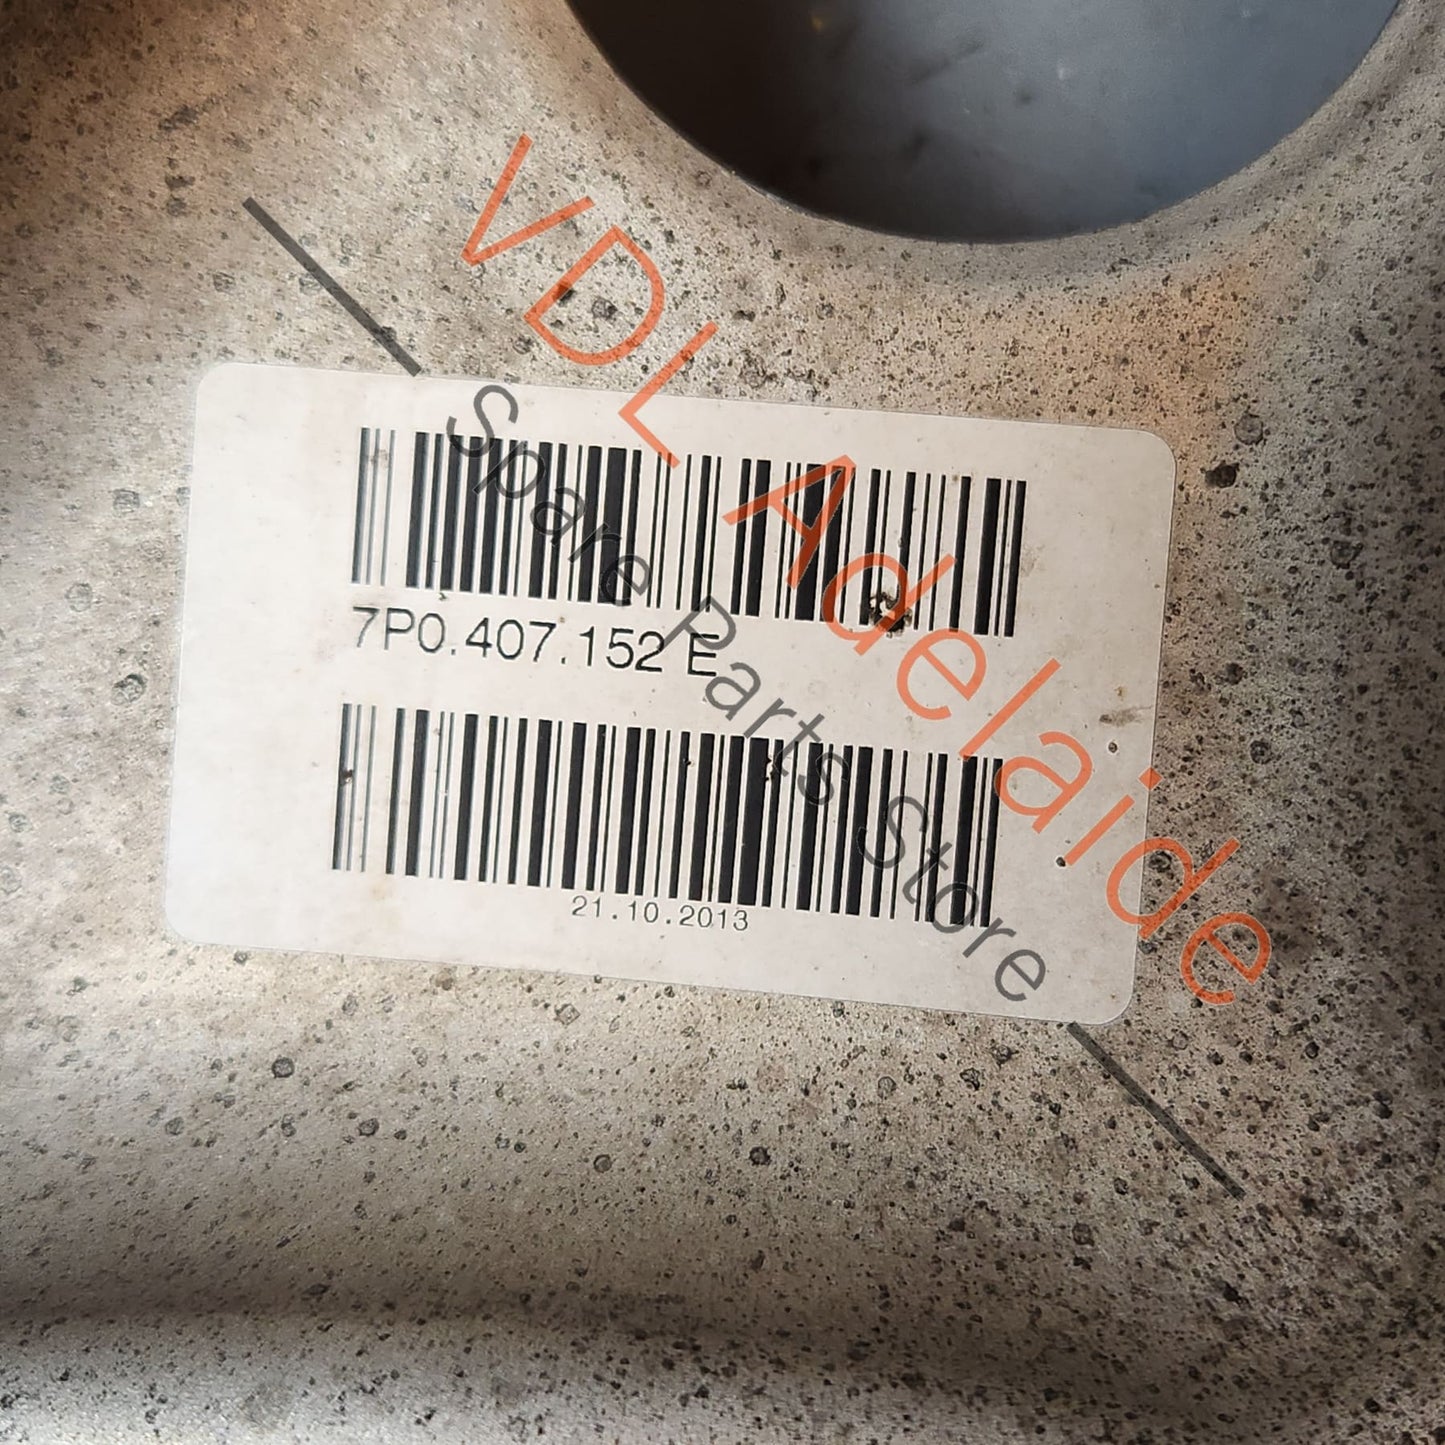 VDL Adelaide
Spare Parts Store
7P0.407.152 E
21.10.2013